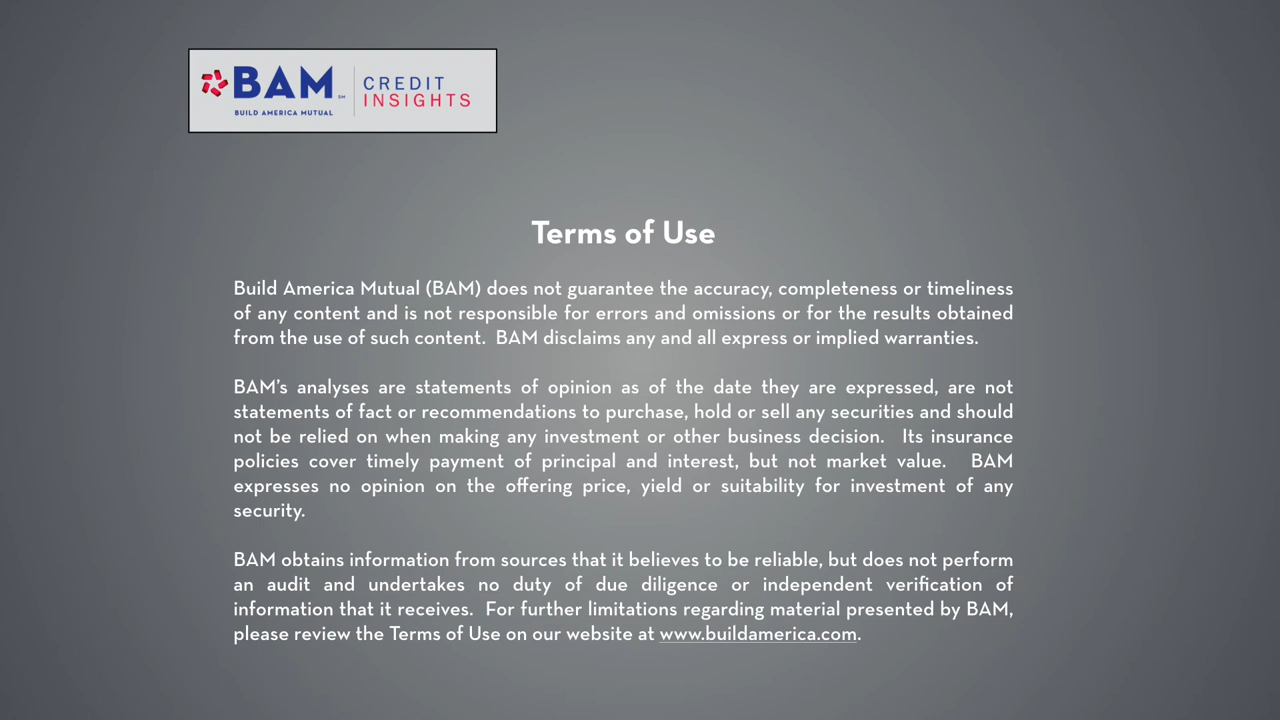 BAM SM
BUILD AMERICA MUTUAL
CREDIT
INSIGHTS
Terms of Use
Build America Mutual (BAM) does not guarantee the accuracy, completeness or timeliness
of any content and is not responsible for errors and omissions or for the results obtained
from the use of such content. BAM disclaims any and all express or implied warranties.
BAM’s analyses are statements of opinion as of the date they are expressed, are not
statements of fact or recommendations to purchase, hold or sell any securities and should
not be relied on when making any investment or other business decision. Its insurance
policies cover timely payment of principal and interest, but not market value. BAM
expresses no opinion on the offering price, yield or suitability for investment of any
security.
BAM obtains information from sources that it believes to be reliable, but does not perform
an audit and undertakes no duty of due diligence or independent verification of
information that it receives. For further limitations regarding material presented by BAM,
please review the Terms of Use on our website at www.buildamerica.com.